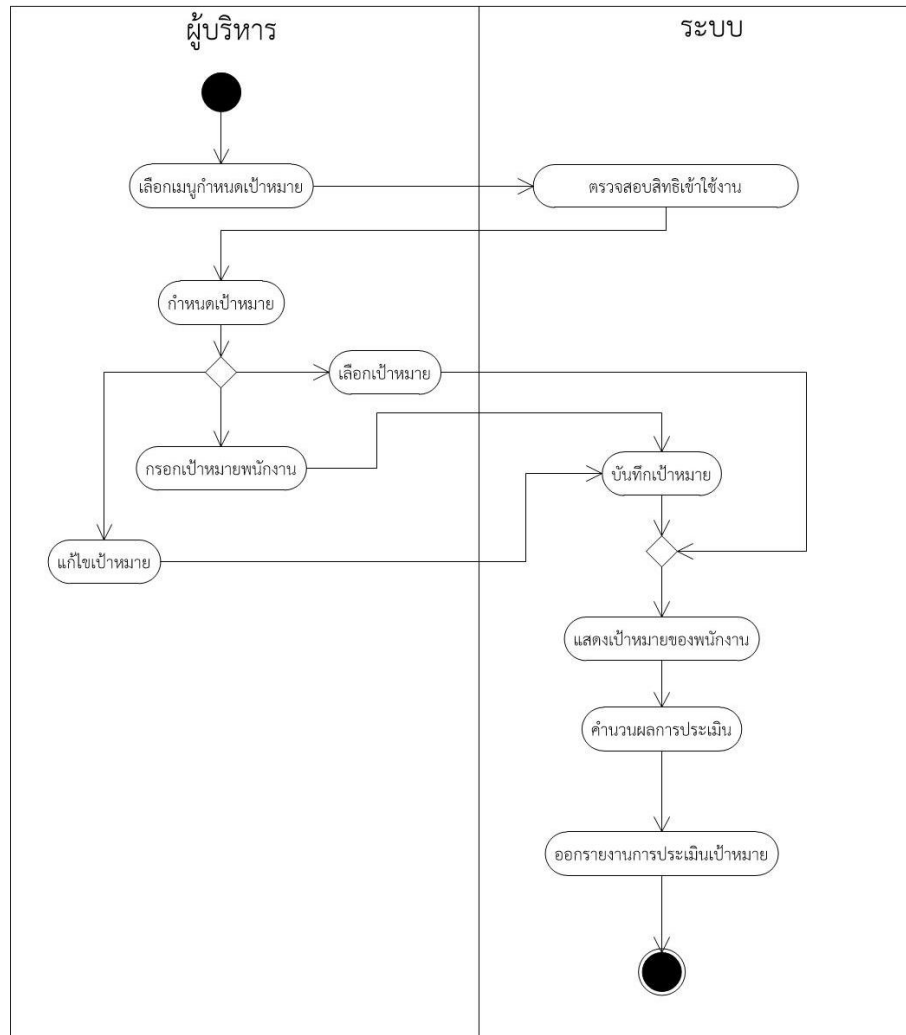 ผู้บริหาร
ระบบ
เลือกเมนูกำหนดเป้าหมาย
ตรวจสอบสิทธิเข้าใช้งาน
กำหนดเป้าหมาย
เลือกเป้าหมาย
กรอกเป้าหมายพนักงาน
บันทึกเป้าหมาย
แก้ไขเป้าหมาย
แสดงเป้าหมายของพนักงาน
คำนวนผลการประเมิน
ออกรายงานการประเมินเป้าหมาย